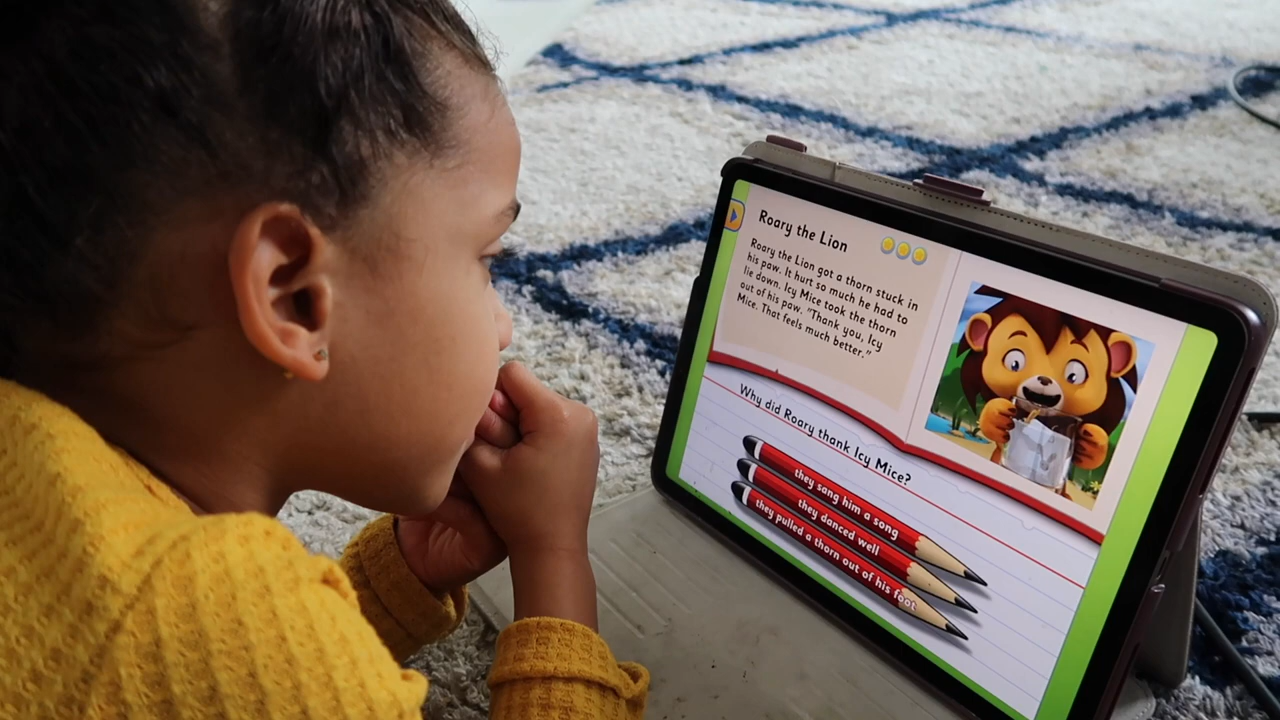 Roary the Lion
Roary the Lion got a thorn stuck in
his paw. It hurt so much he had to
lie down. Icy Mice took the thorn
out of his paw. "Thank you, Icy
Mice. That feels much better."
Why did Roary thank Icy Mice?
they sang him a song
they danced well
they pulled a thorn out of his foot